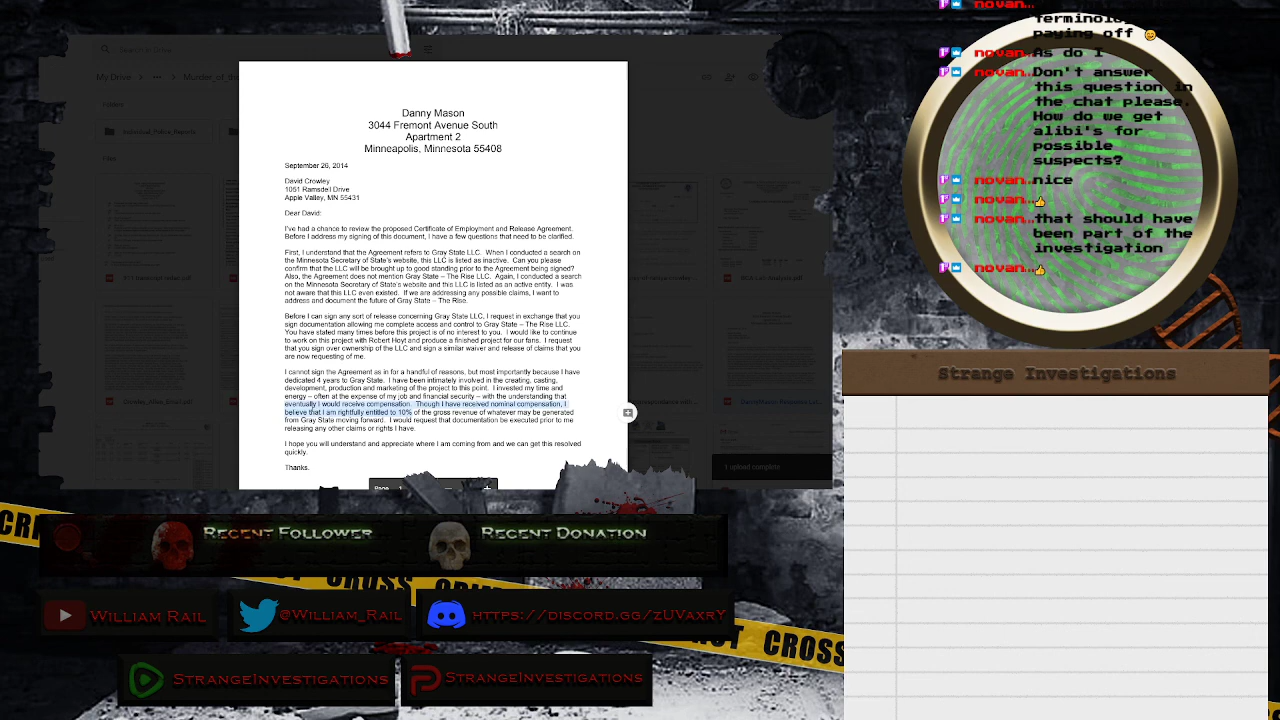 Search in Drive
My Drive
Murder_of_the
Folders
Individual_Police_Reports
Files
1 upload complete
Danny Mason
3044 Fremont Avenue South
Apartment 2
Minneapolis, Minnesota 55408
September 26, 2014
David Crowley
1051 Ramsdell Drive
Apple Valley, MN 55431
Dear David:
I've had a chance to review the proposed Certificate of Employment and Release Agreement.
Before I address my signing of this document, I have a few questions that need to be clarified.
First, I understand that the Agreement refers to Gray State LLC. When I conducted a search on
the Minnesota Secretary of State's website, this LLC is listed as inactive. Can you please
confirm that the LLC will be brought up to good standing prior to the Agreement being signed?
Also, the Agreement does not mention Gray State – The Rise LLC. Again, I conducted a search
on the Minnesota Secretary of State's website and this LLC is listed as an active entity. I was
not aware that this LLC even existed. If we are addressing any possible claims, I want to
address and document the future of Gray State – The Rise.
Before I can sign any sort of release concerning Gray State LLC, I request in exchange that you
sign documentation allowing me complete access and control to Gray State – The Rise LLC.
You have stated many times before this project is of no interest to you. I would like to continue
to work on this project with Robert Hoyt and produce a finished project for our fans. I request
that you sign over ownership of the LLC and sign a similar waiver and release of claims that you
are now requesting of me.
I cannot sign the Agreement as in for a handful of reasons, but most importantly because I have
dedicated 4 years to Gray State. I have been intimately involved in the creating, casting,
development, production and marketing of the project to this point. I invested my time and
energy – often at the expense of my job and financial security – with the understanding that
eventually I would receive compensation. Though I have received nominal compensation, I
believe that I am rightfully entitled to 10% of the gross revenue of whatever may be generated
from Gray State moving forward. I would request that documentation be executed prior to me
releasing any other claims or rights I have.
I hope you will understand and appreciate where I am coming from and we can get this resolved
quickly.
Thanks.
Page 1
novan...
paying off 😊
novan...As do I
novan...Don't answer
this question in
the chat please.
How do we get
alibi's for
possible
suspects?
novan...nice
novan...👍
novan...that should have
been part of the
investigation
novan...👍
Strange Investigations
Recent Follower
Recent Donation
CROSS
William Rail
@William_Rail
https://discord.gg/zUVaxrY
NOT CROSS
StrangeInvestigations
StrangeInvestigations